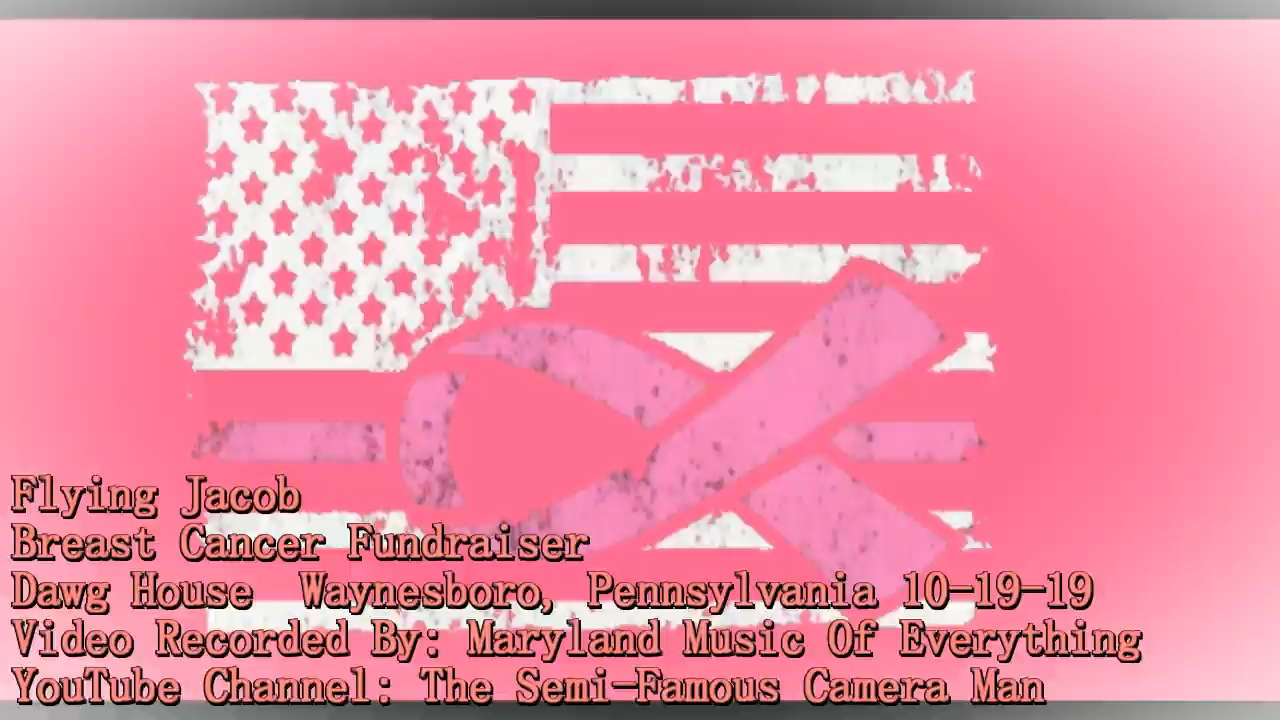 Flying Jacob
Breast Cancer Fundraiser
Dawg House  Waynesboro, Pennsylvania 10-19-19
Video Recorded By: Maryland Music Of Everything
YouTube Channel: The Semi-Famous Camera Man